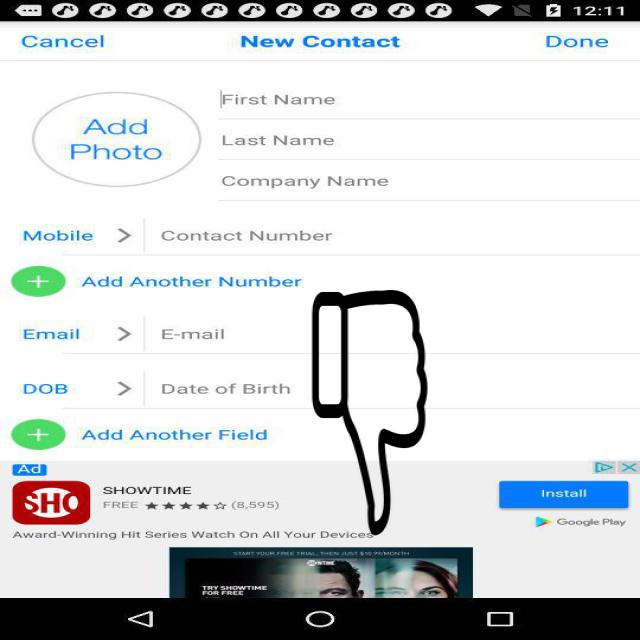 12:11
Cancel New Contact Done
Add
Photo
First Name
Last Name
Company Name
Mobile Contact Number
Add Another Number
Email E-mail
DOB Date of Birth
Add Another Field
Ad
SHO
SHOWTIME
FREE ★★★★☆ (8,595)
Install
Google Play
Award-Winning Hit Series Watch On All Your Devices
START YOUR FREE TRIAL, THEN JUST $10.99/MONTH
SHOWTIME
TRY SHOWTIME
FOR FREE